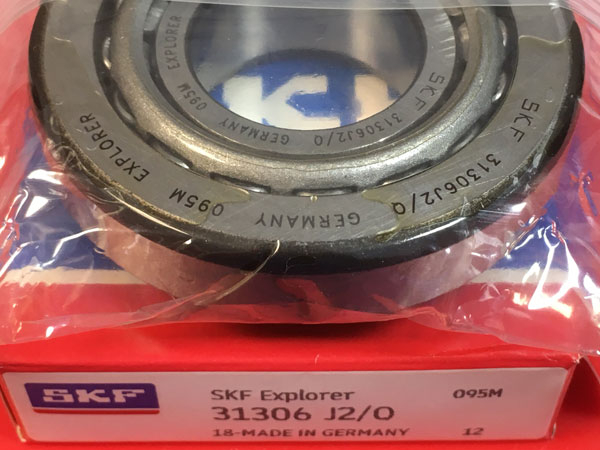 SKF 31306J2/Q
GERMANY 095M EXPLORER
SKF 31306J2/Q
GERMANY 095M EXPLORER
SKF
SKF Explorer 095M
31306 J2/Q
18-MADE IN GERMANY 12